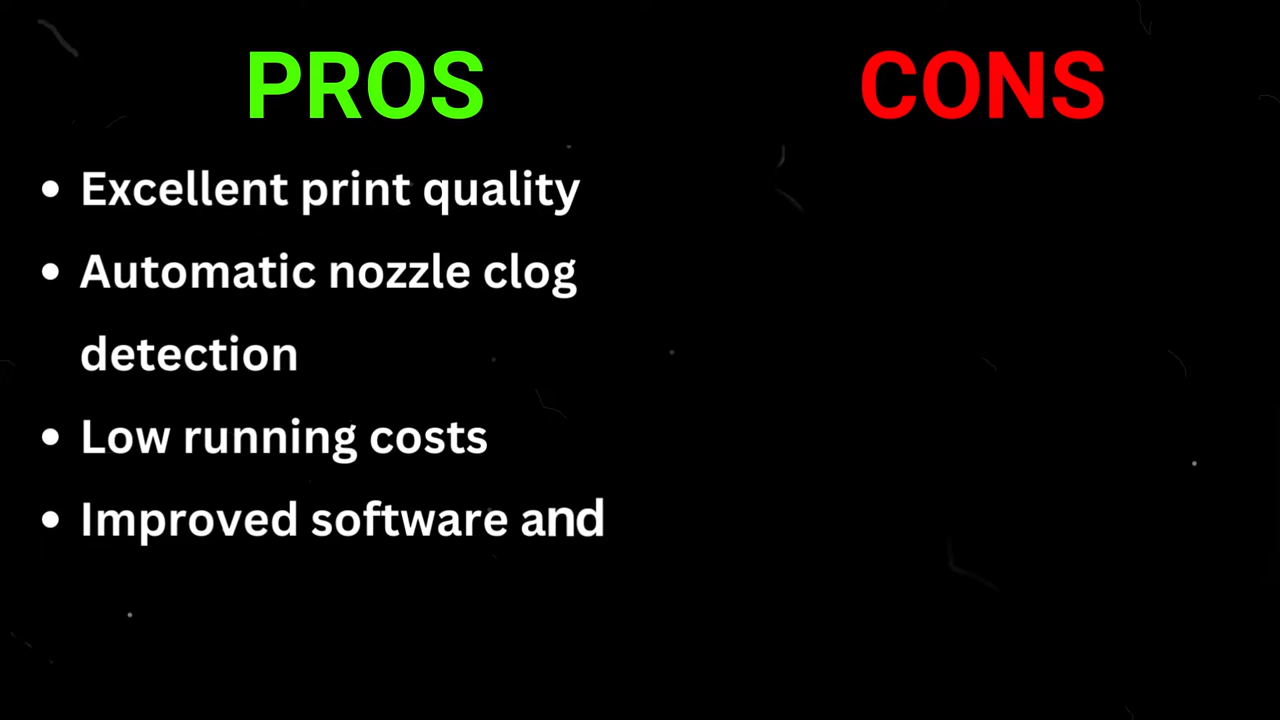 PROS
CONS
• Excellent print quality
• Automatic nozzle clog
detection
• Low running costs
• Improved software and